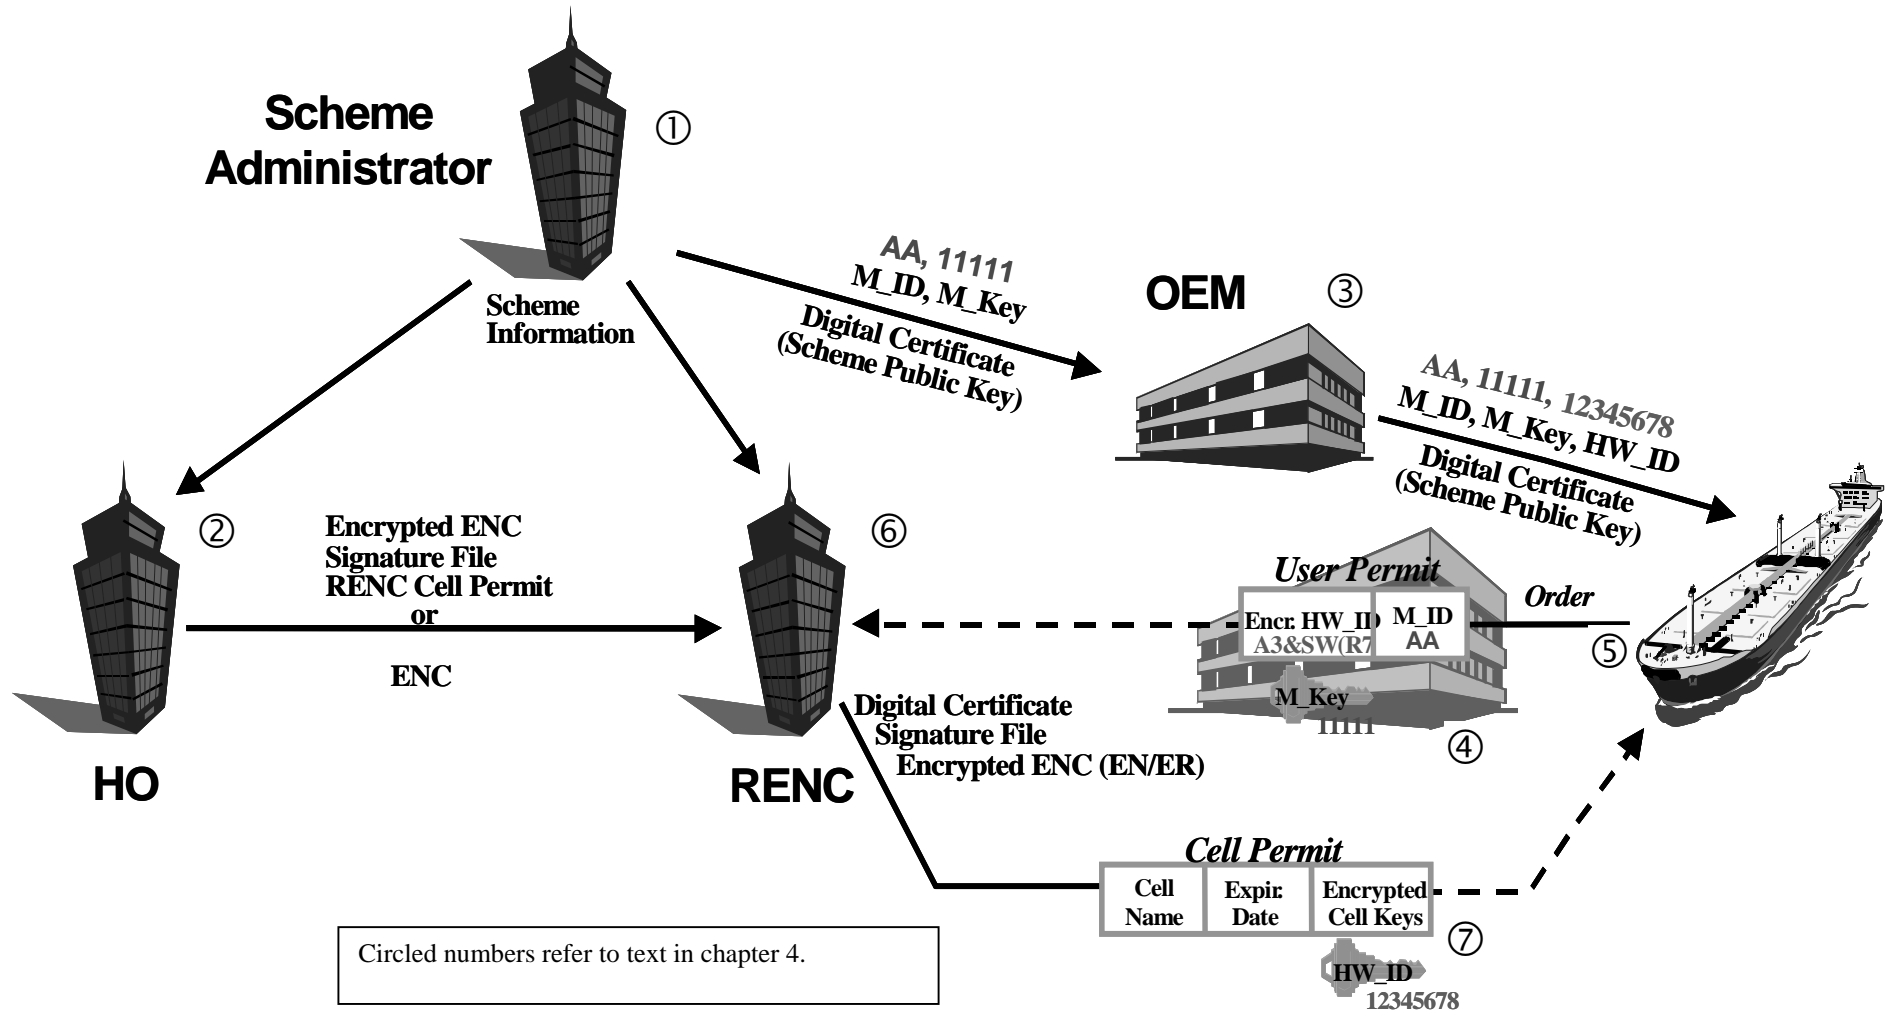 Scheme
Administrator
①
Scheme
Information
AA, 11111
M_ID, M_Key
Digital Certificate
(Scheme Public Key)
OEM
③
AA, 11111, 12345678
M_ID, M_Key, HW_ID
Digital Certificate
(Scheme Public Key)
②
Encrypted ENC
Signature File
RENC Cell Permit
or
ENC
HO
⑥
RENC
User Permit
Encr. HW_ID
A3&SW(R7
M_ID
AA
M_Key
11111
④
Order
⑤
Digital Certificate
Signature File
Encrypted ENC (EN/ER)
Cell Permit
Cell
Name
Expir.
Date
Encrypted
Cell Keys
⑦
HW_ID
12345678
Circled numbers refer to text in chapter 4.